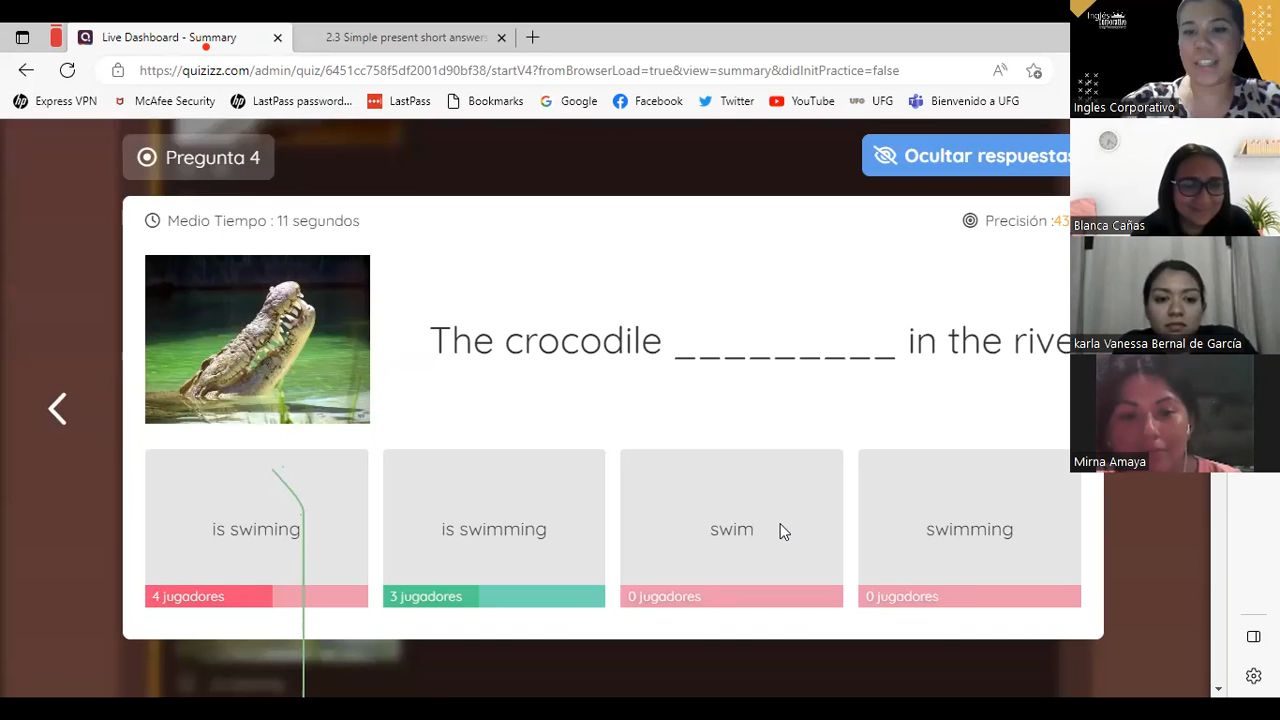 Live Dashboard - Summary
2.3 Simple present short answers
https://quizizz.com/admin/quiz/6451cc758f5df2001d90bf38/startV4?fromBrowserLoad=true&view=summary&didInitPractice=false
Express VPN
McAfee Security
LastPass password...
LastPass
Bookmarks
Google
Facebook
Twitter
YouTube
UFG
Bienvenido a UFG
Inglés
Corporativo
Ingles Corporativo
Pregunta 4
Ocultar respuestas
Medio Tiempo : 11 segundos
Precisión :43
Blanca Cañas
The crocodile _________ in the rive
karla Vanessa Bernal de García
Mirna Amaya
is swiming
is swimming
swim
swimming
4 jugadores
3 jugadores
0 jugadores
0 jugadores